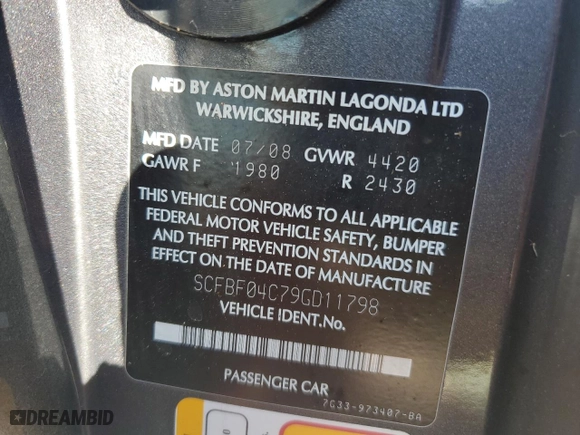 MFD BY ASTON MARTIN LAGONDA LTD
WARWICKSHIRE, ENGLAND
MFD DATE 07/08 GVWR 4420
GAWR F 1980 R 2430
THIS VEHICLE CONFORMS TO ALL APPLICABLE
FEDERAL MOTOR VEHICLE SAFETY, BUMPER
AND THEFT PREVENTION STANDARDS IN
EFFECT ON THE DATE OF MANUFACTURE
SCFBF04C79GD11798
VEHICLE IDENT.No.
PASSENGER CAR
7G33-973407-BA
DREAMBID